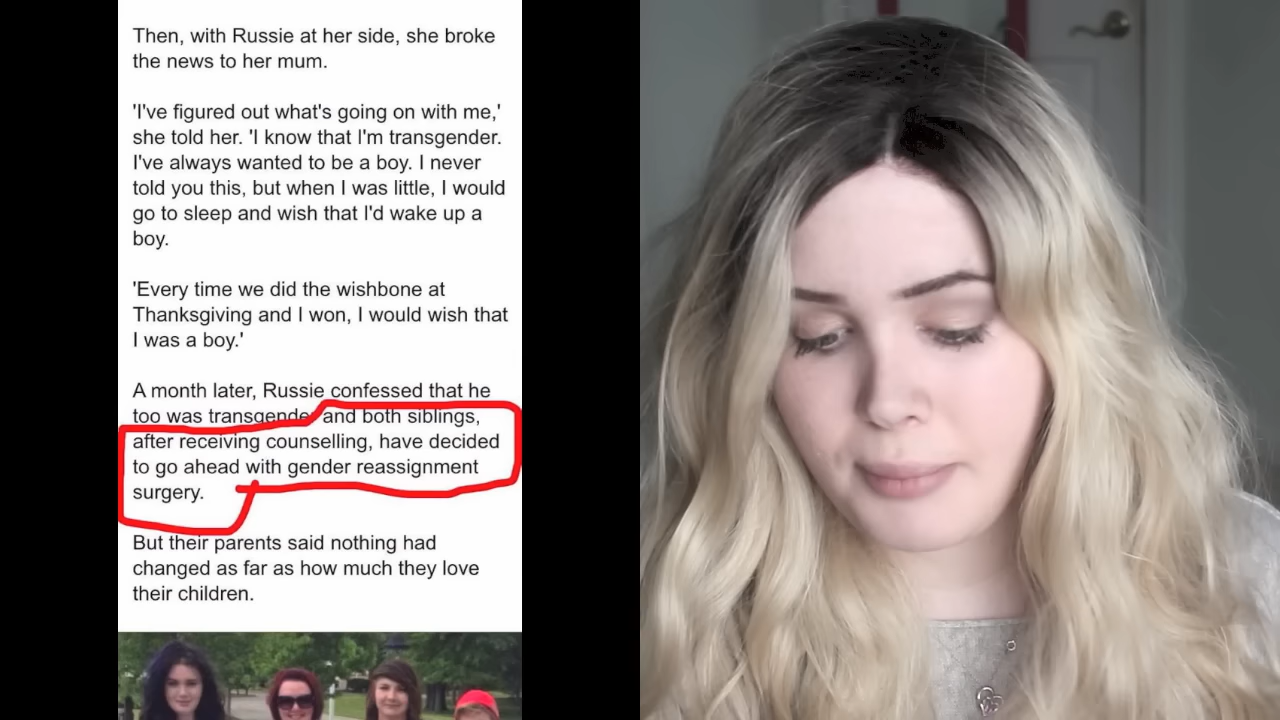 Then, with Russie at her side, she broke
the news to her mum.
'I've figured out what's going on with me,'
she told her. 'I know that I'm transgender.
I've always wanted to be a boy. I never
told you this, but when I was little, I would
go to sleep and wish that I'd wake up a
boy.
'Every time we did the wishbone at
Thanksgiving and I won, I would wish that
I was a boy.'
A month later, Russie confessed that he
too was transgender and both siblings,
after receiving counselling, have decided
to go ahead with gender reassignment
surgery.
But their parents said nothing had
changed as far as how much they love
their children.